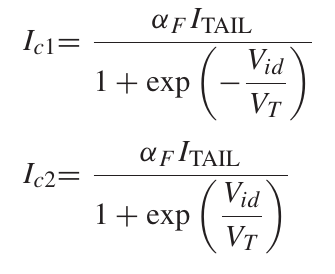 I_{c1} = \frac{\alpha_F I_{\text{TAIL}}}{1 + \exp\left(-\frac{V_{id}}{V_T}\right)}
I_{c2} = \frac{\alpha_F I_{\text{TAIL}}}{1 + \exp\left(\frac{V_{id}}{V_T}\right)}